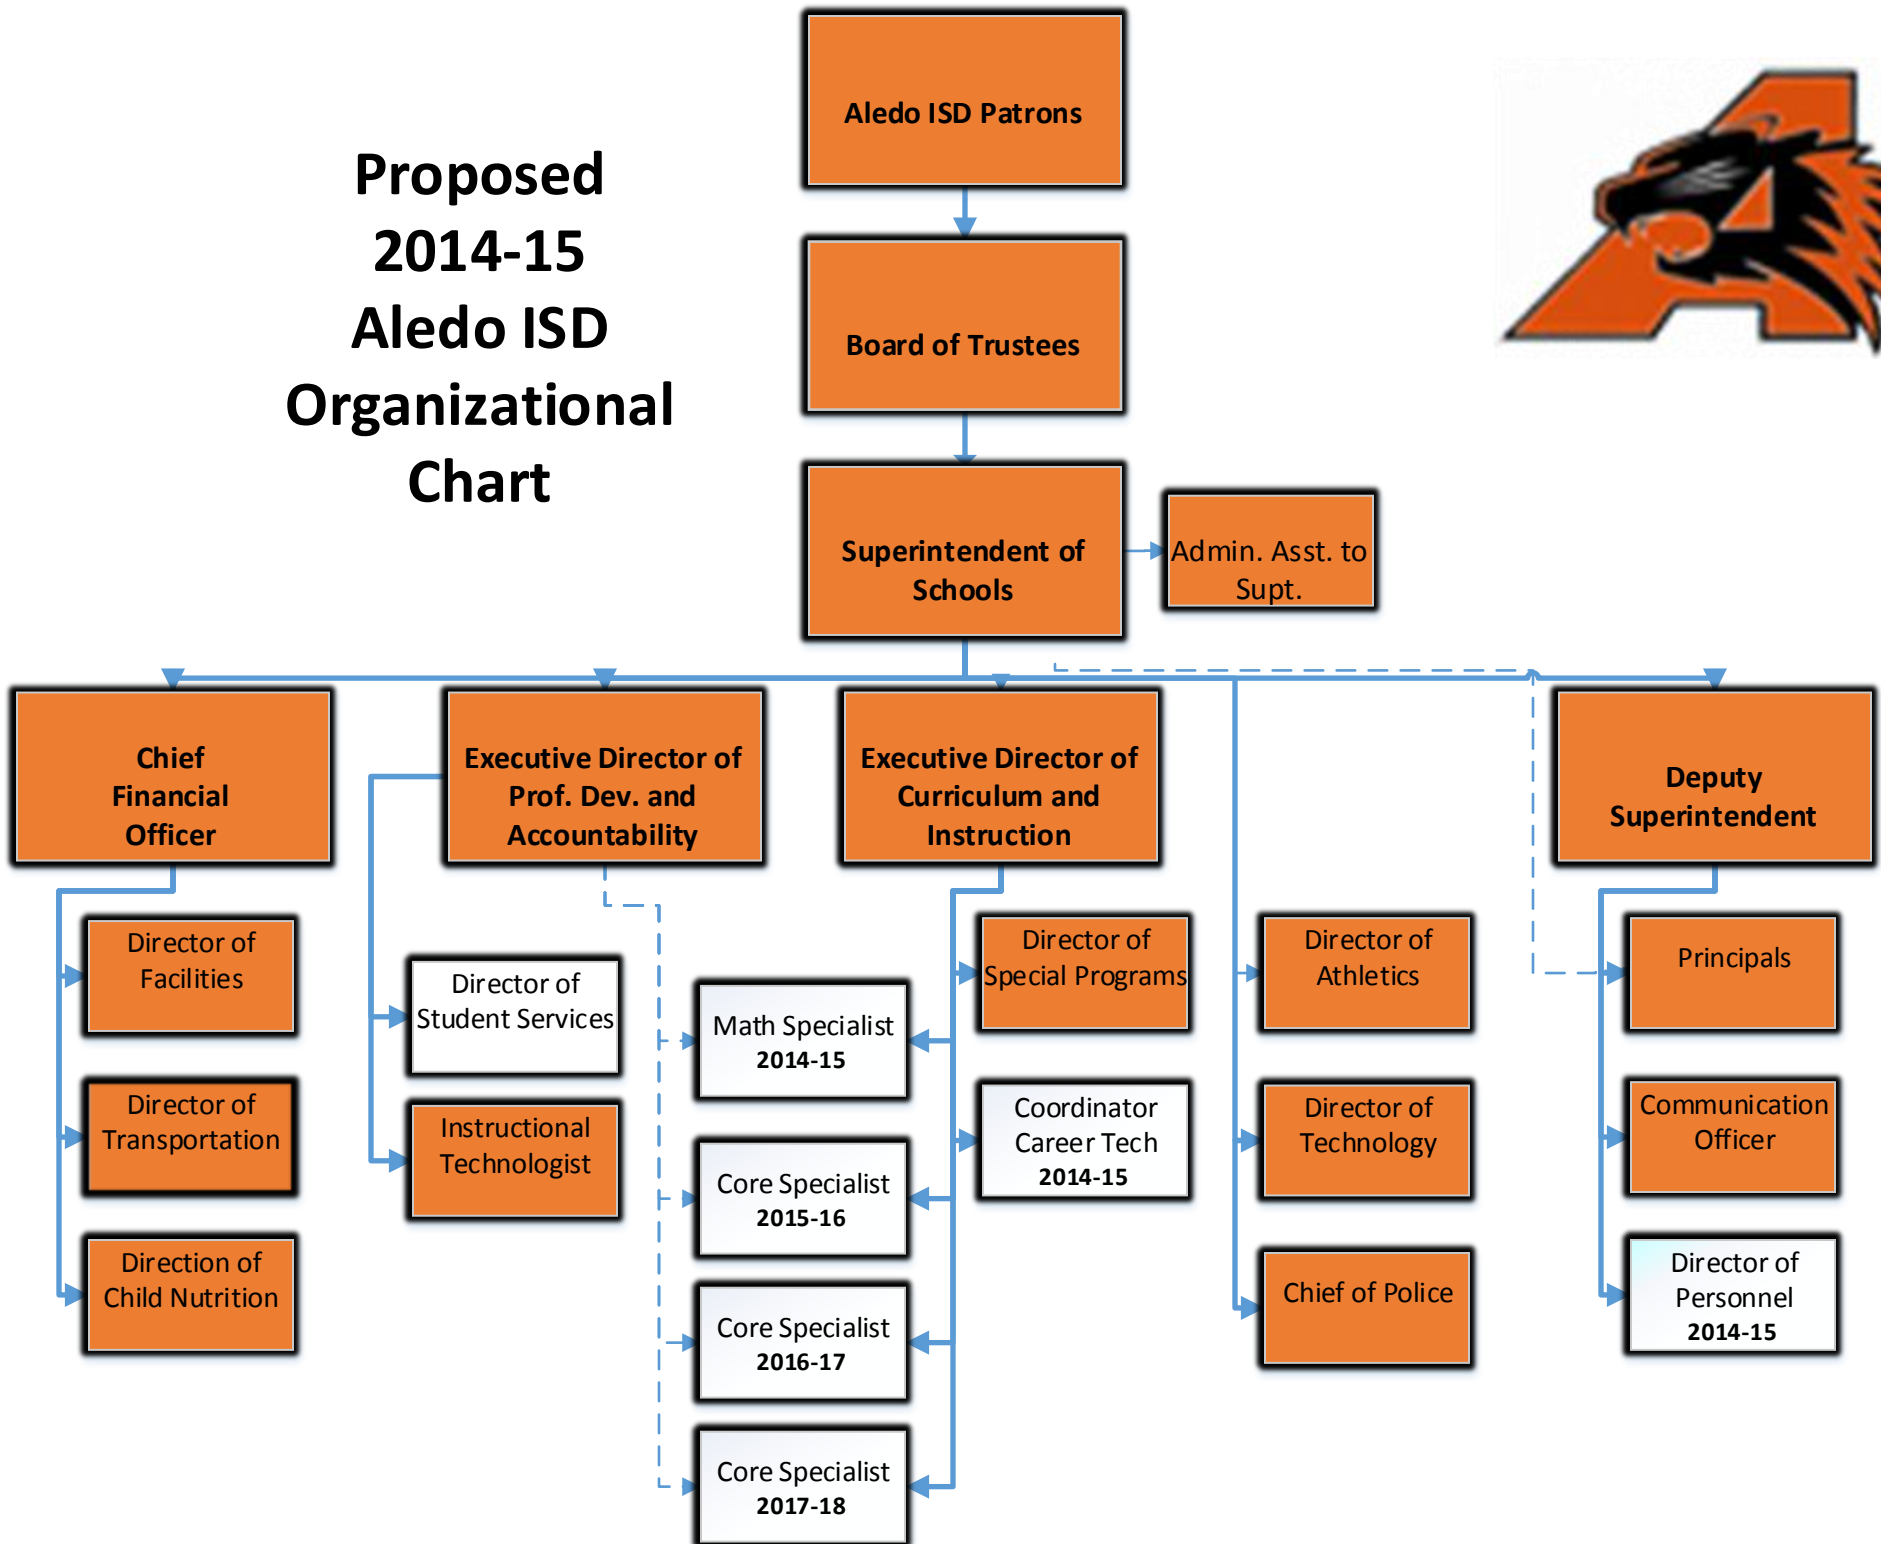 Proposed
2014-15
Aledo ISD
Organizational
Chart
Aledo ISD Patrons
Board of Trustees
Superintendent of
Schools
Admin. Asst. to
Supt.
Chief
Financial
Officer
Executive Director of
Prof. Dev. and
Accountability
Executive Director of
Curriculum and
Instruction
Deputy
Superintendent
Director of
Facilities
Director of
Transportation
Direction of
Child Nutrition
Director of
Student Services
Instructional
Technologist
Math Specialist
2014-15
Core Specialist
2015-16
Core Specialist
2016-17
Core Specialist
2017-18
Director of
Special Programs
Coordinator
Career Tech
2014-15
Director of
Athletics
Director of
Technology
Chief of Police
Principals
Communication
Officer
Director of
Personnel
2014-15